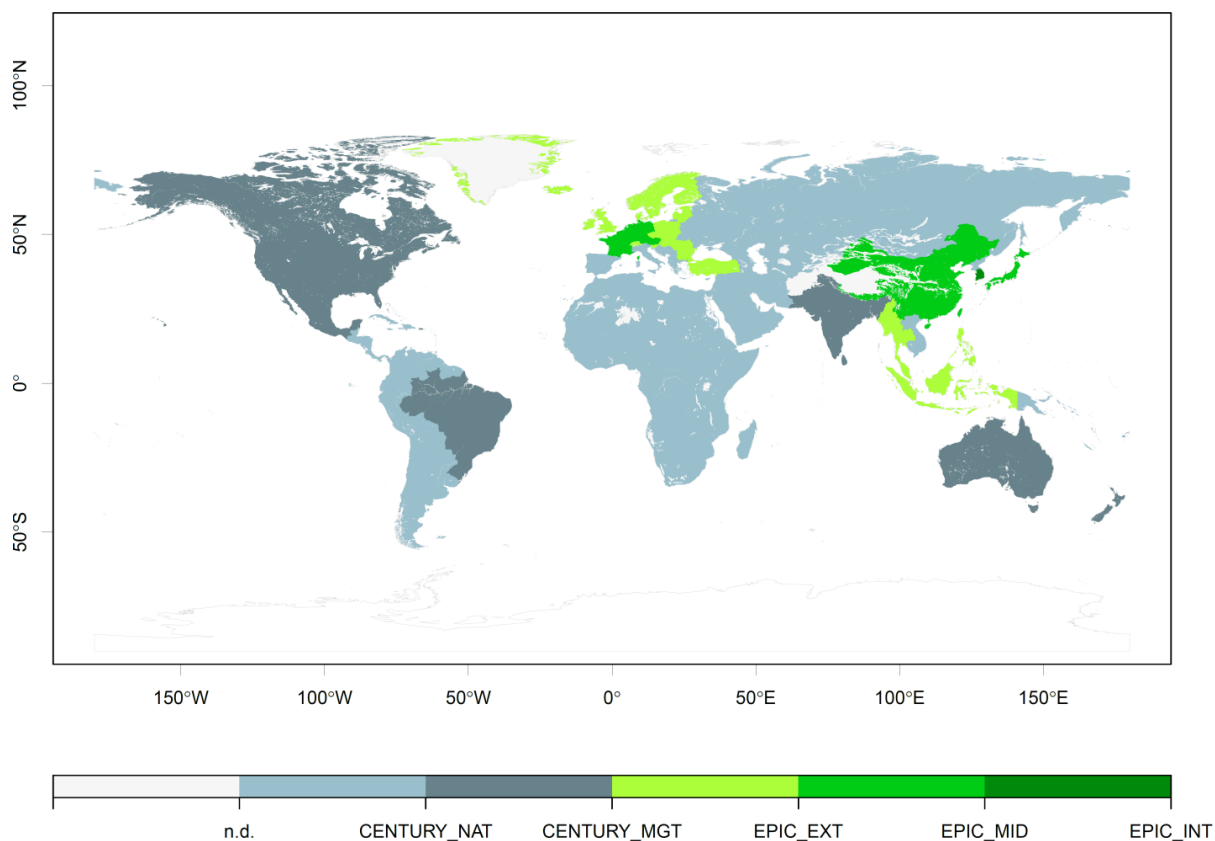 100°N
50°N
0°
50°S
150°W
100°W
50°W
0°
50°E
100°E
150°E
n.d.
CENTURY_NAT
CENTURY_MGT
EPIC_EXT
EPIC_MID
EPIC_INT